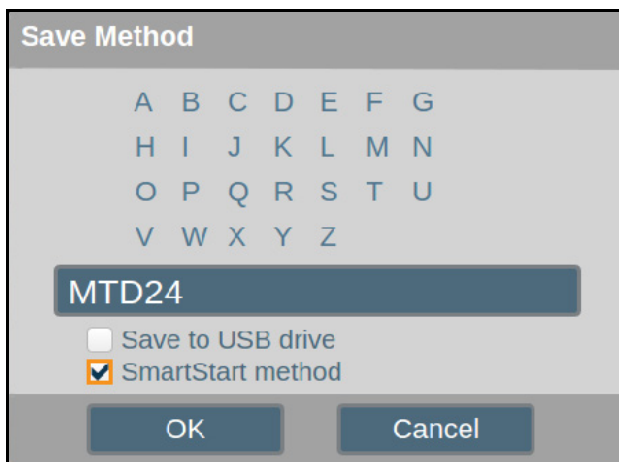 Save Method
A B C D E F G
H I J K L M N
O P Q R S T U
V W X Y Z
MTD24
Save to USB drive
SmartStart method
OK Cancel